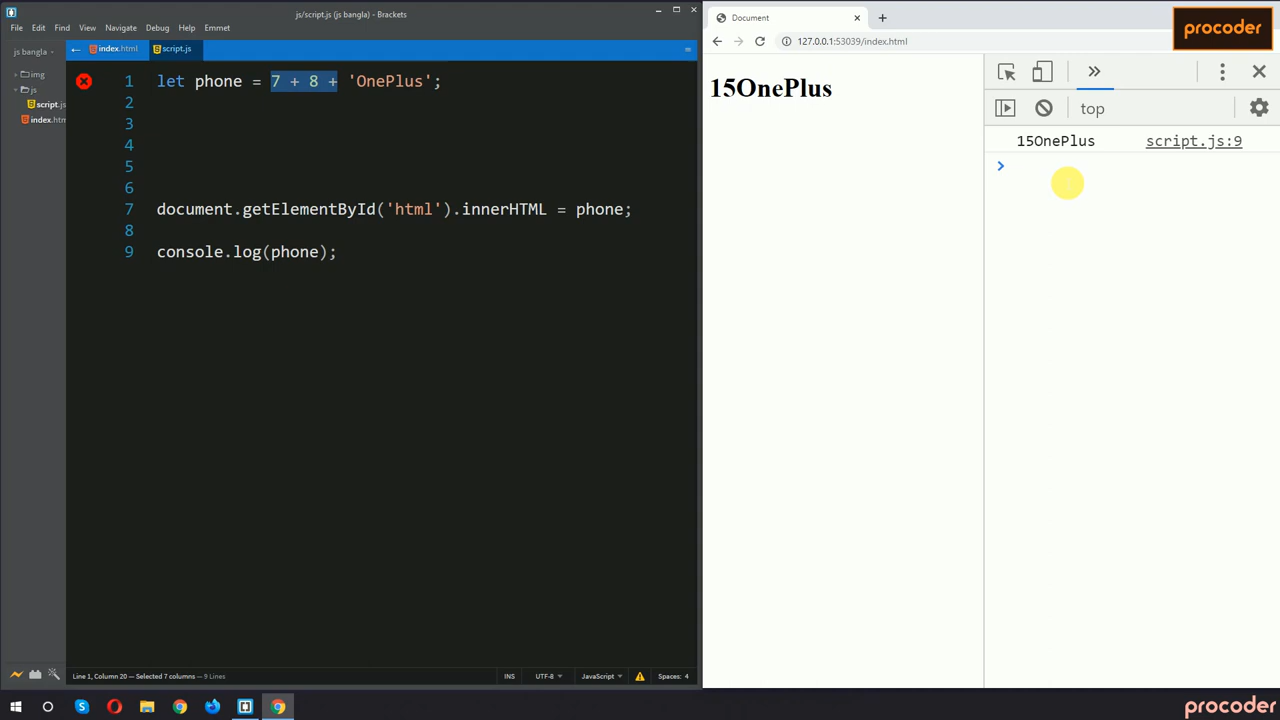 js/script.js (js bangla) - Brackets
File Edit Find View Navigate Debug Help Emmet
js bangla
index.html script.js
img
js
script.js
index.htm
1 let phone = 7 + 8 + 'OnePlus';
2
3
4
5
6
7 document.getElementById('html').innerHTML = phone;
8
9 console.log(phone);
Line 1, Column 20 — Selected 7 columns — 9 Lines
INS UTF-8 JavaScript Spaces: 4
Document
127.0.0.1:53039/index.html
procoder
15OnePlus
top
15OnePlus script.js:9
procoder